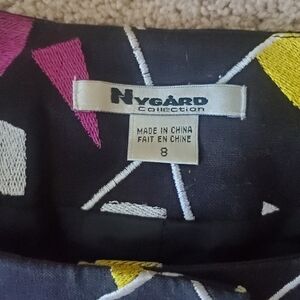 NYGÅRD
COLLECTION
MADE IN CHINA
FAIT EN CHINE
8